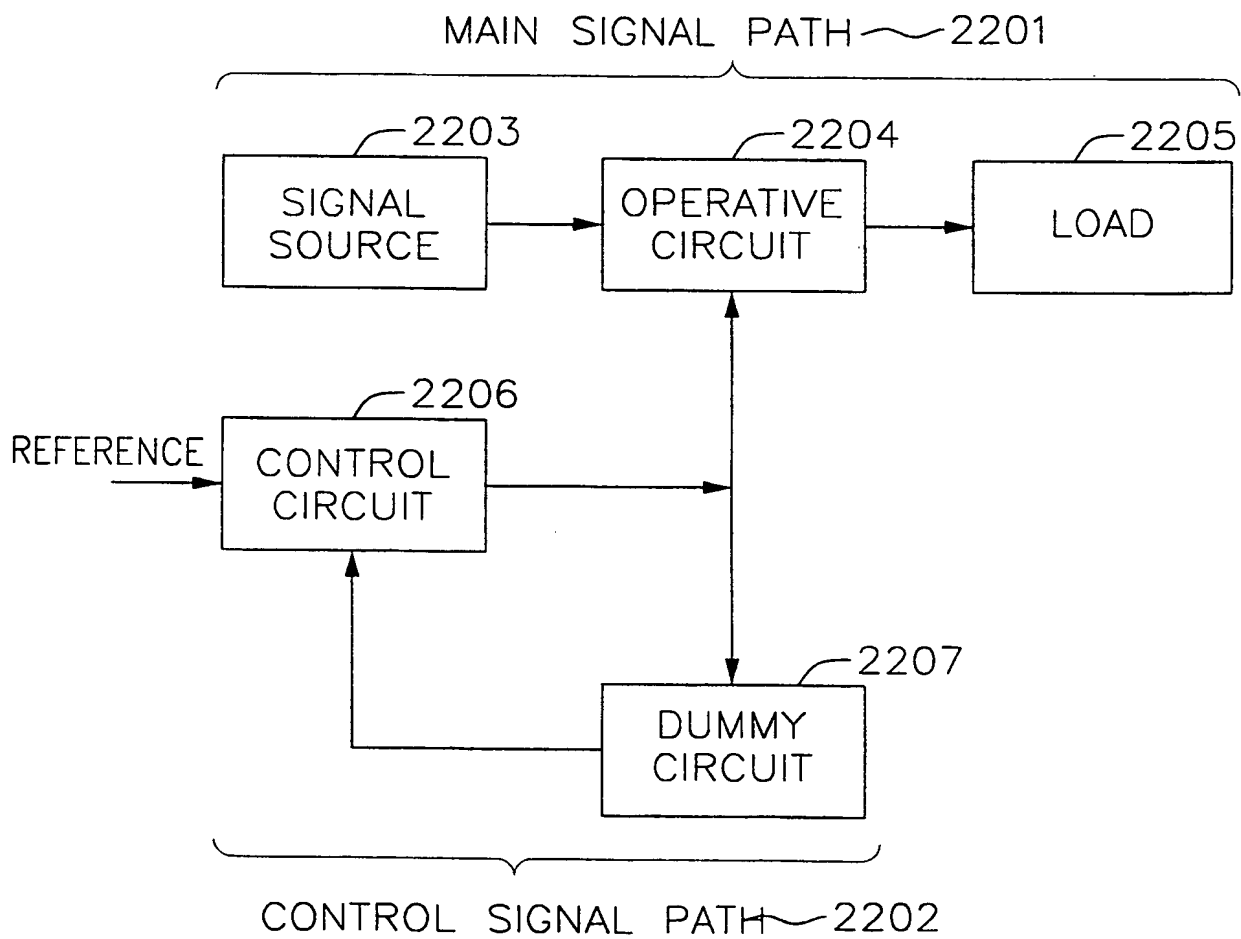 MAIN SIGNAL PATH 2201
2203
2204
2205
SIGNAL
SOURCE
OPERATIVE
CIRCUIT
LOAD
2206
REFERENCE
CONTROL
CIRCUIT
2207
DUMMY
CIRCUIT
CONTROL SIGNAL PATH 2202